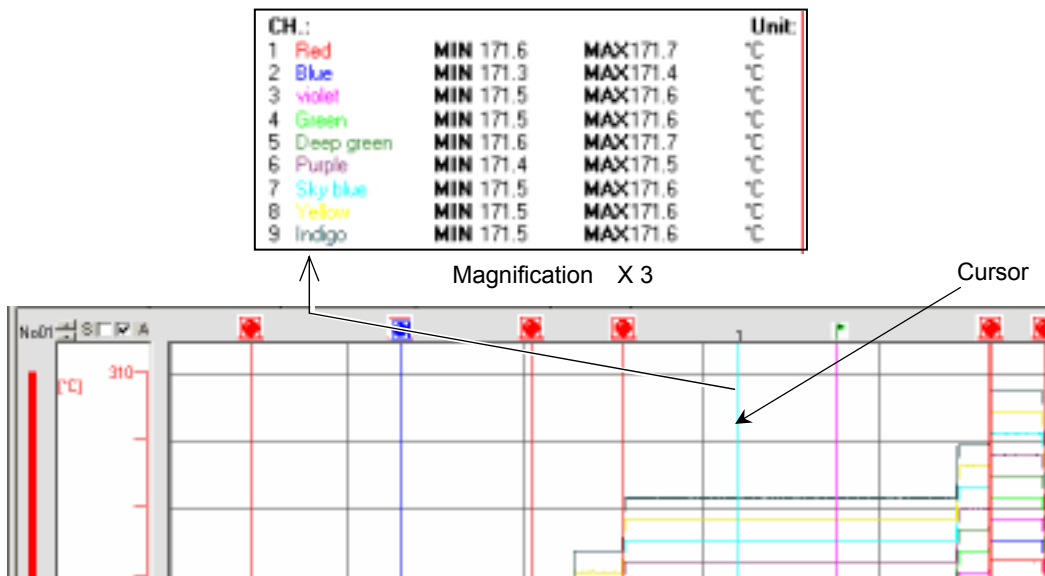 CH.: Unit:
1 Red MIN 171.6 MAX171.7 °C
2 Blue MIN 171.3 MAX171.4 °C
3 violet MIN 171.5 MAX171.6 °C
4 Green MIN 171.5 MAX171.6 °C
5 Deep green MIN 171.6 MAX171.7 °C
6 Purple MIN 171.4 MAX171.5 °C
7 Sky blue MIN 171.5 MAX171.6 °C
8 Yellow MIN 171.5 MAX171.6 °C
9 Indigo MIN 171.5 MAX171.6 °C
Magnification X 3
Cursor
No01 S A
1
310
[°C]